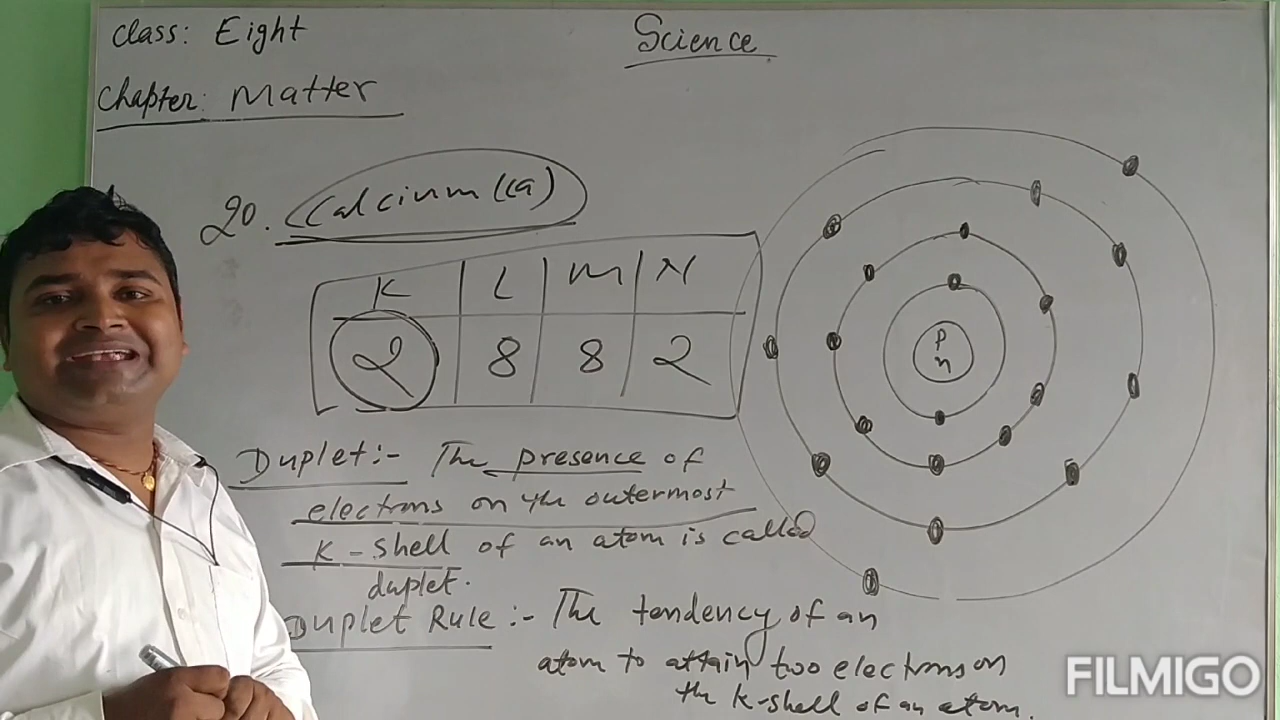 class: Eight
Science
Chapter: Matter
20. Calcium (Ca)
K L M N
2 8 8 2
P
n
Duplet:- The presence of
electrons on the outermost
K-shell of an atom is called
duplet.
Duplet Rule:- The tendency of an
atom to attain two electrons on
the K-shell of an atom.
FILMIGO